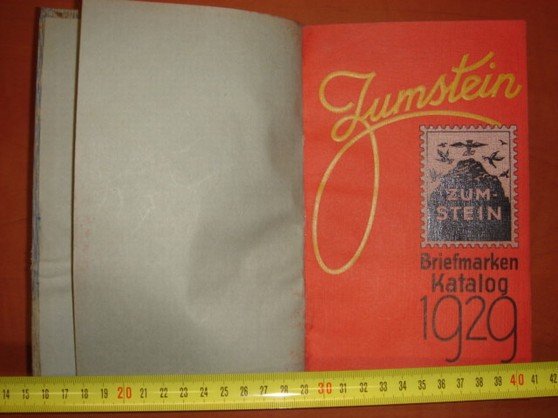 Zumstein
ZUM-
STEIN
Briefmarken
Katalog
1929
14 15 16 17 18 19 20 21 22 23 24 25 26 27 28 29 30 31 32 33 34 35 36 37 38 39 40 41 42